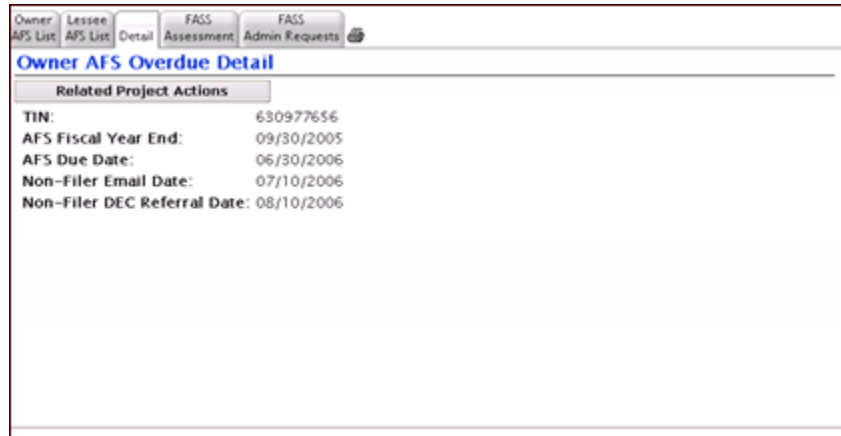 Owner AFS List Lessee AFS List Detail FASS Assessment FASS Admin Requests
Owner AFS Overdue Detail
Related Project Actions
TIN: 630977656
AFS Fiscal Year End: 09/30/2005
AFS Due Date: 06/30/2006
Non-Filer Email Date: 07/10/2006
Non-Filer DEC Referral Date: 08/10/2006